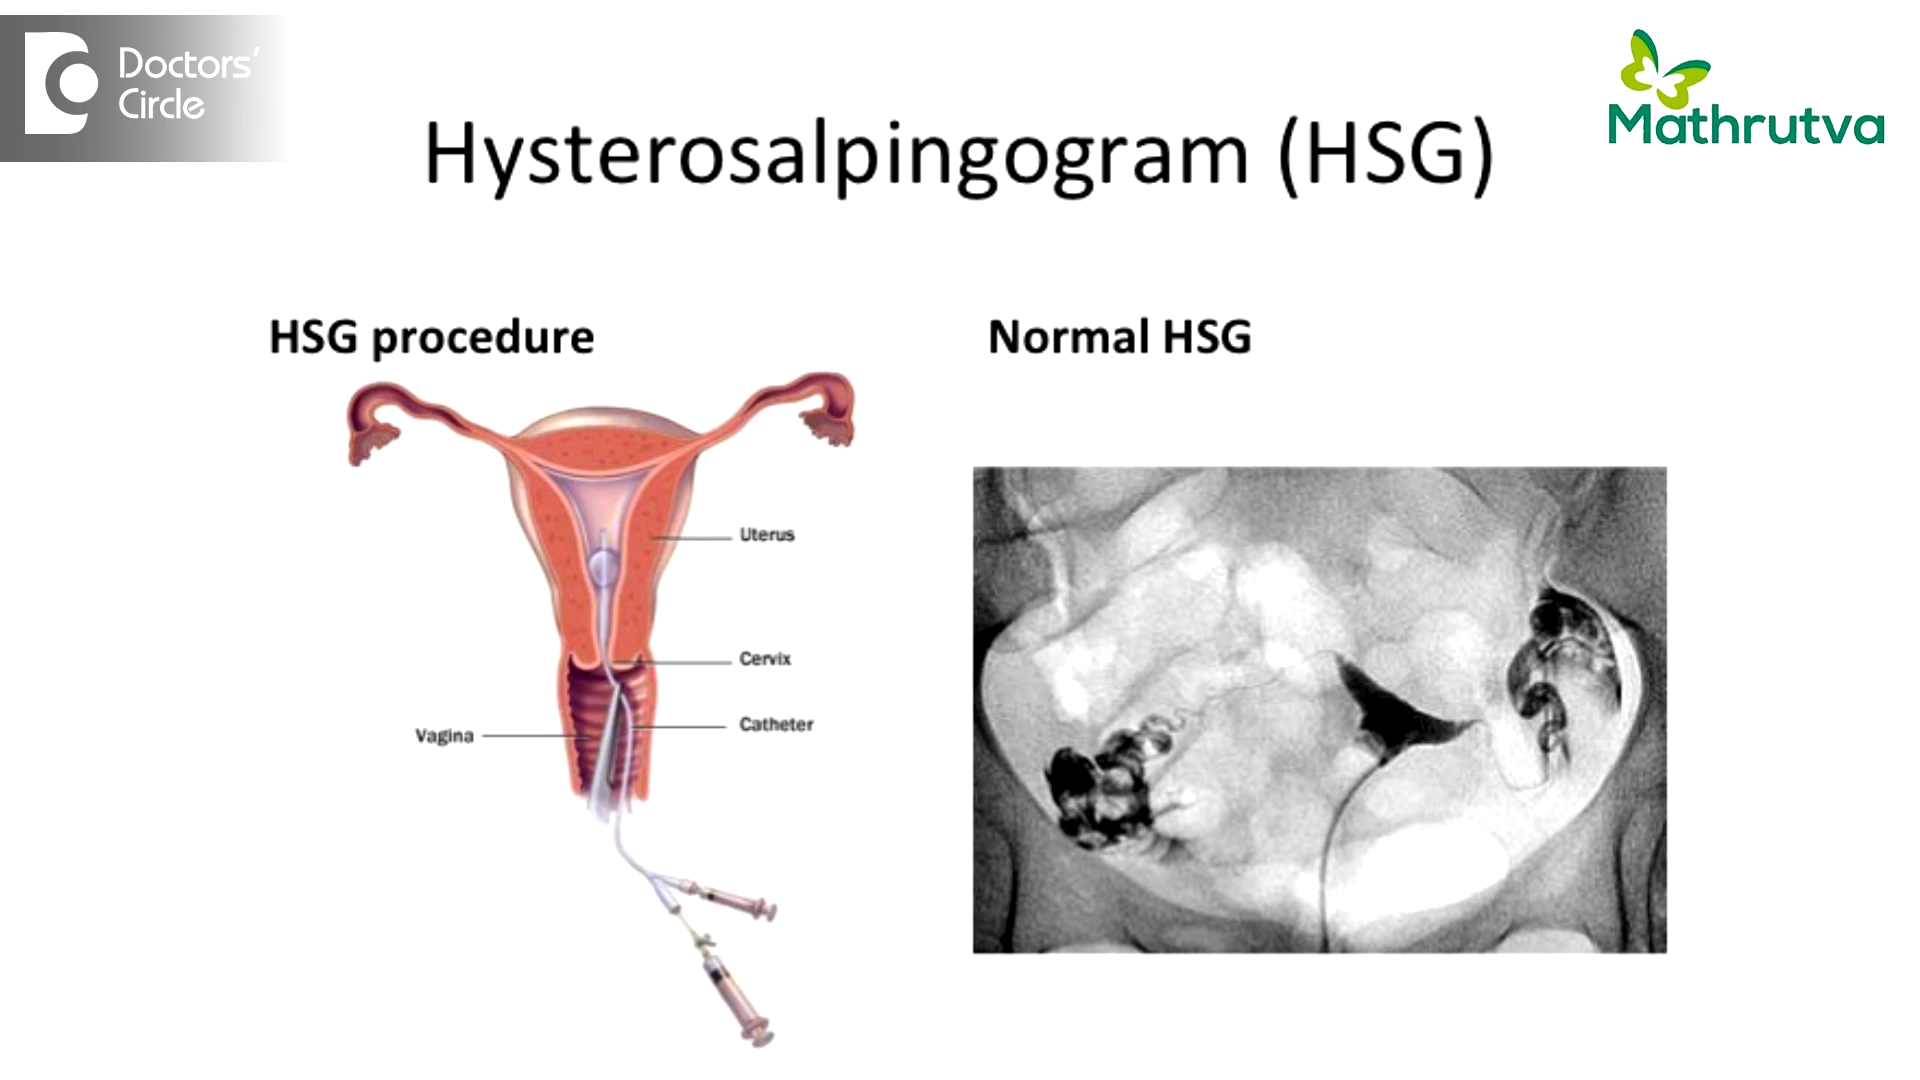 Doctors'
Circle
Mathrutva
Hysterosalpingogram (HSG)
HSG procedure
Normal HSG
Uterus
Cervix
Catheter
Vagina